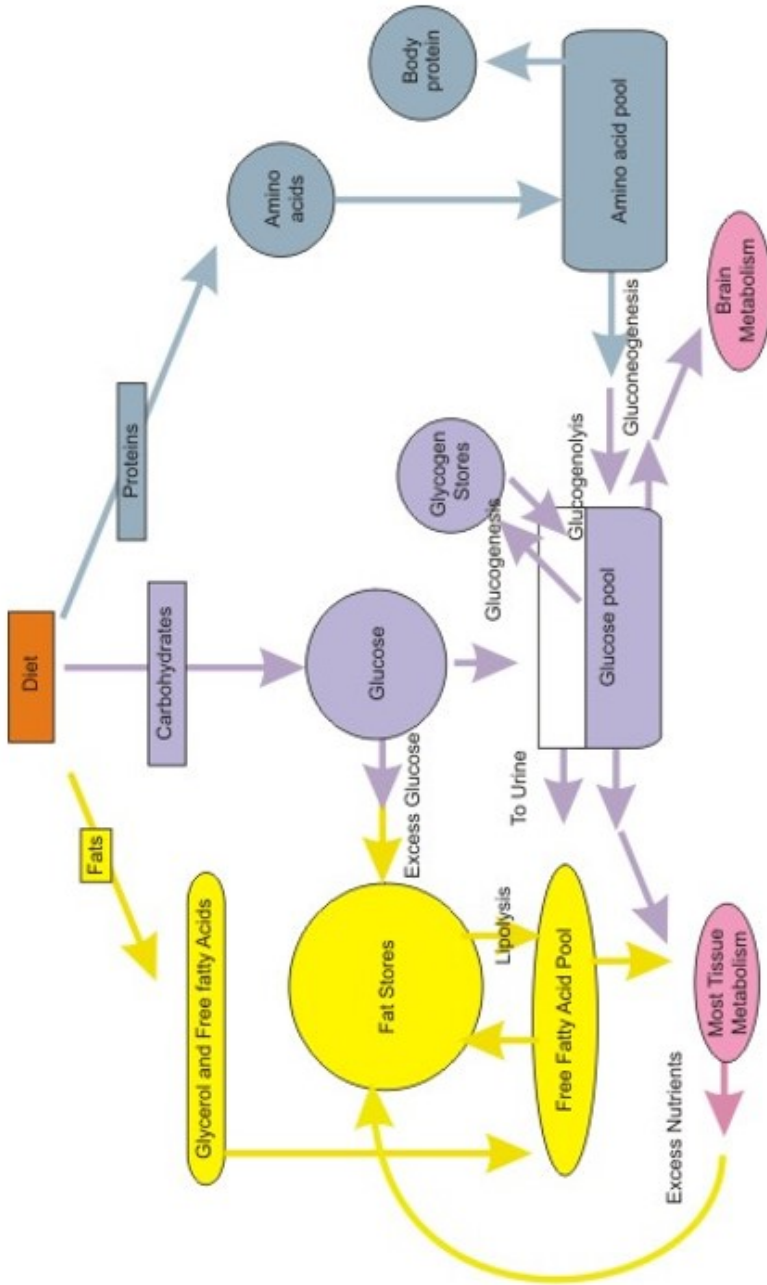 Diet
Fats
Carbohydrates
Proteins
Glycerol and Free fatty Acids
Glucose
Amino
acids
Excess Glucose
Fat Stores
Glycogen
Stores
Body
protein
Lipolysis
To Urine
Glucogenesis
Glucogenolyis
Gluconeogenesis
Free Fatty Acid Pool
Glucose pool
Amino acid pool
Excess Nutrients
Most Tissue
Metabolism
Brain
Metabolism